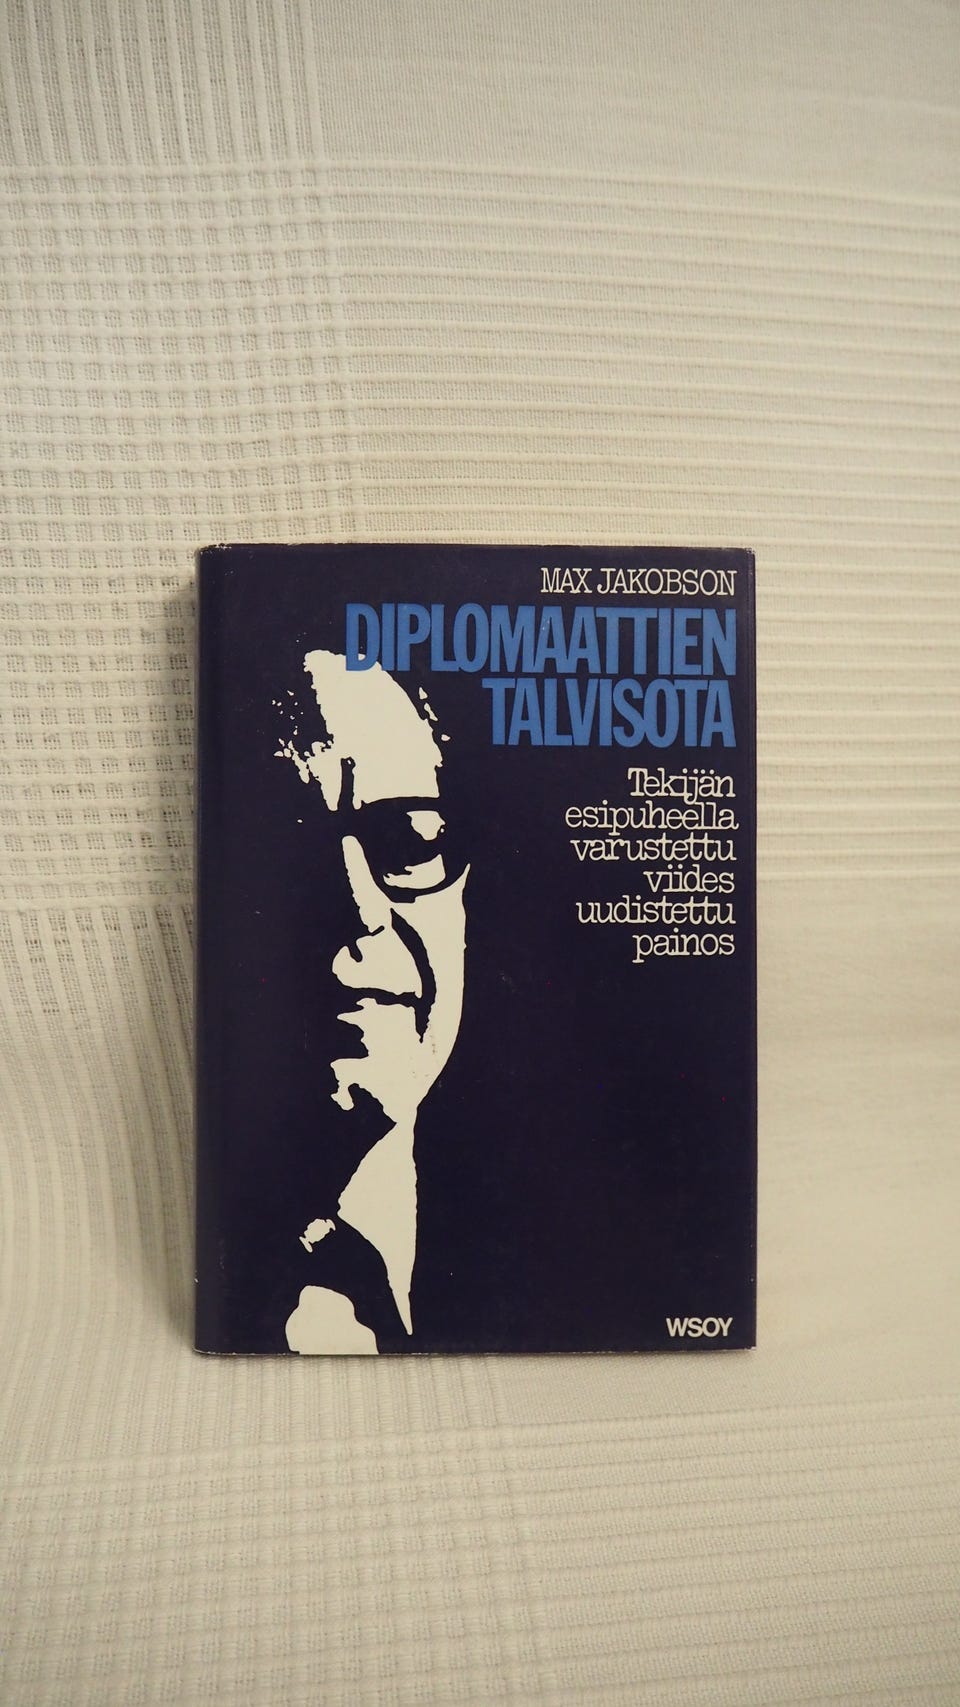 MAX JAKOBSON
DIPLOMAATTIEN
TALVISOTA
Tekijän
esipuheella
varustettu
viides
uudistettu
painos
WSOY